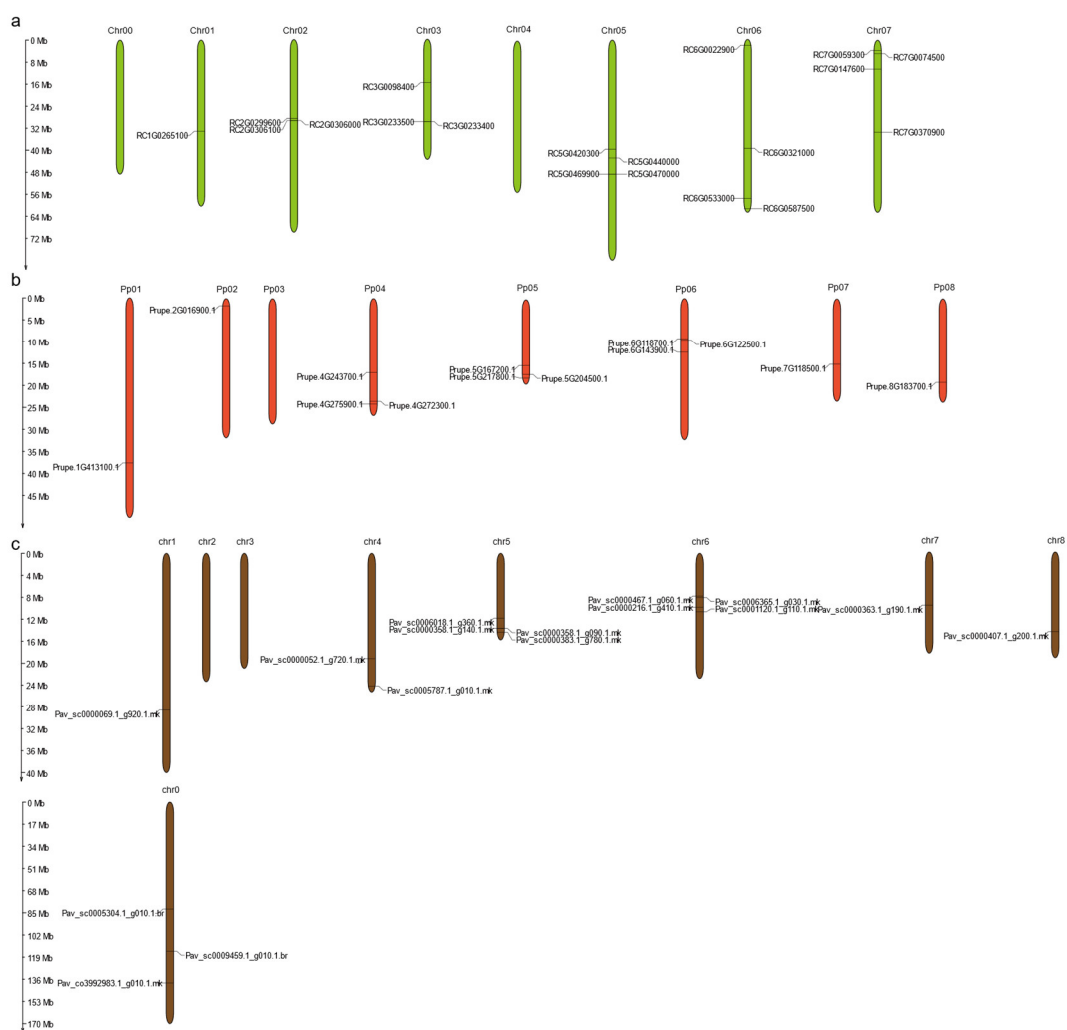 a
Chr00 Chr01 Chr02 Chr03 Chr04 Chr05 Chr06 Chr07
0 Mb
8 Mb
16 Mb
24 Mb
32 Mb
40 Mb
48 Mb
56 Mb
64 Mb
72 Mb
RC1G0265100
RC2G0299600
RC2G0306100
RC2G0306000
RC3G0098400
RC3G0233500
RC3G0233400
RC5G0420300
RC5G0440000
RC5G0469900
RC5G0470000
RC6G0022900
RC6G0321000
RC6G0533000
RC6G0587500
RC7G0059300
RC7G0074500
RC7G0147600
RC7G0370900
b
Pp01 Pp02 Pp03 Pp04 Pp05 Pp06 Pp07 Pp08
0 Mb
5 Mb
10 Mb
15 Mb
20 Mb
25 Mb
30 Mb
35 Mb
40 Mb
45 Mb
Prupe.1G413100.1
Prupe.2G016900.1
Prupe.4G243700.1
Prupe.4G275900.1
Prupe.4G272300.1
Prupe.5G167200.1
Prupe.5G217800.1
Prupe.5G204500.1
Prupe.6G118700.1
Prupe.6G122500.1
Prupe.6G143900.1
Prupe.7G118500.1
Prupe.8G183700.1
c
chr1 chr2 chr3 chr4 chr5 chr6 chr7 chr8
0 Mb
4 Mb
8 Mb
12 Mb
16 Mb
20 Mb
24 Mb
28 Mb
32 Mb
36 Mb
40 Mb
Pav_sc0000069.1_g920.1.mk
Pav_sc0000052.1_g720.1.mk
Pav_sc0005787.1_g010.1.mk
Pav_sc0006018.1_g360.1.mk
Pav_sc0000358.1_g140.1.mk
Pav_sc0000358.1_g090.1.mk
Pav_sc0000383.1_g780.1.mk
Pav_sc0000467.1_g060.1.mk
Pav_sc0006365.1_g030.1.mk
Pav_sc0000216.1_g410.1.mk
Pav_sc0001120.1_g110.1.mk
Pav_sc0000363.1_g190.1.mk
Pav_sc0000407.1_g200.1.mk
chr0
0 Mb
17 Mb
34 Mb
51 Mb
68 Mb
85 Mb
102 Mb
119 Mb
136 Mb
153 Mb
170 Mb
Pav_sc0005304.1_g010.1.br
Pav_sc0009459.1_g010.1.br
Pav_co3992983.1_g010.1.mk